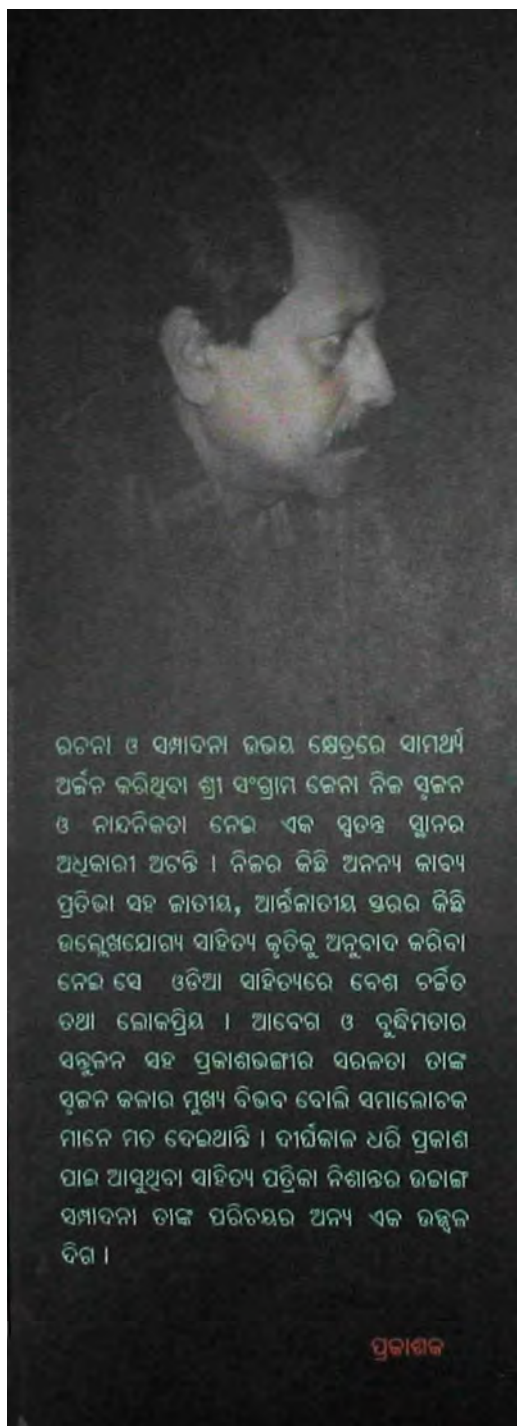 ରଚନା ଓ ସମ୍ପାଦନା ଉଭୟ କ୍ଷେତ୍ରରେ ସାମର୍ଥ୍ୟ
ଅର୍ଜନ କରିଥିବା ଶ୍ରୀ ସଂଗ୍ରାମ ଜେନା ନିଜ ସୃଜନ
ଓ ନାନ୍ଦନିକତା ନେଇ ଏକ ସ୍ୱତନ୍ତ୍ର ସ୍ଥାନର
ଅଧିକାରୀ ଅଟନ୍ତି । ନିଜର କିଛି ଅନନ୍ୟ କାବ୍ୟ
ପ୍ରତିଭା ସହ ଜାତୀୟ, ଆର୍ନ୍ତଜାତୀୟ ସ୍ତରର କିଛି
ଉଲ୍ଲେଖଯୋଗ୍ୟ ସାହିତ୍ୟ କୃତିକୁ ଅନୁବାଦ କରିବା
ନେଇ ସେ ଓଡିଆ ସାହିତ୍ୟରେ ବେଶ ଚର୍ଚ୍ଚିତ
ତଥା ଲୋକପ୍ରିୟ । ଆବେଗ ଓ ବୁଦ୍ଧିମତାର
ସନ୍ତୁଳନ ସହ ପ୍ରକାଶଭଙ୍ଗୀର ସରଳତା ତାଙ୍କ
ସୃଜନ କଳାର ମୁଖ୍ୟ ବିଭବ ବୋଲି ସମାଲୋଚକ
ମାନେ ମତ ଦେଇଥାନ୍ତି । ଦୀର୍ଘକାଳ ଧରି ପ୍ରକାଶ
ପାଇ ଆସୁଥିବା ସାହିତ୍ୟ ପତ୍ରିକା ନିଶାନ୍ତର ଉଚ୍ଚାଙ୍ଗ
ସମ୍ପାଦନା ତାଙ୍କ ପରିଚୟର ଅନ୍ୟ ଏକ ଉଜ୍ଜ୍ୱଳ
ଦିଗ ।
ପ୍ରକାଶକ